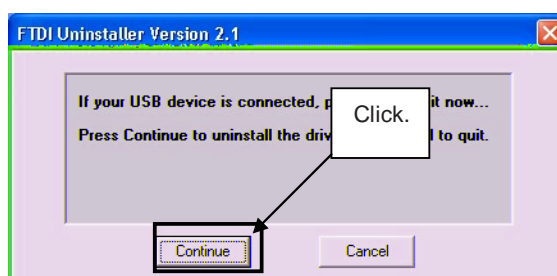 FTDI Uninstaller Version 2.1
If your USB device is connected, p it now...
Press Continue to uninstall the driv l to quit.
Click.
Continue
Cancel